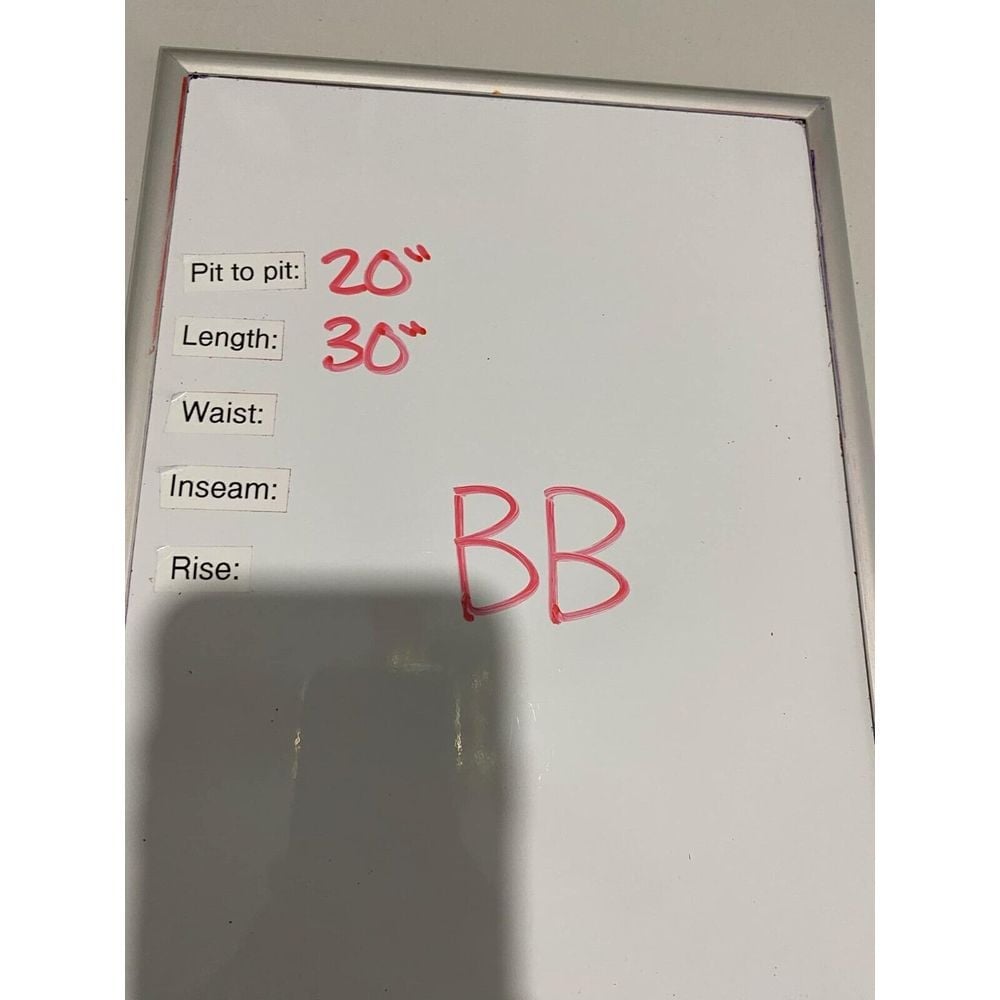 Pit to pit: 20"
Length: 30"
Waist:
Inseam:
BB
Rise: